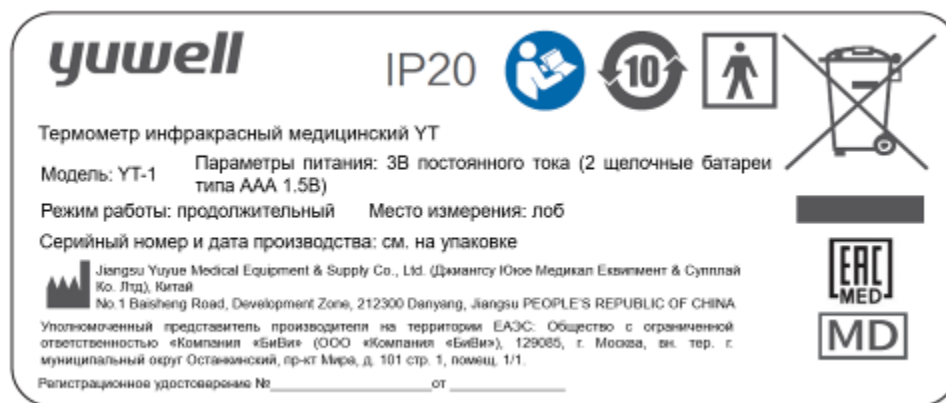 yuwell
IP20
10
Термометр инфракрасный медицинский YT
Модель: YT-1
Параметры питания: 3В постоянного тока (2 щелочные батареи
типа ААА 1.5В)
Режим работы: продолжительный Место измерения: лоб
Серийный номер и дата производства: см. на упаковке
Jiangsu Yuyue Medical Equipment & Supply Co., Ltd. (Джиангсу Июе Медикал Еквипмент & Супплай
Ко. Лтд), Китай
No.1 Baisheng Road, Development Zone, 212300 Danyang, Jiangsu PEOPLE'S REPUBLIC OF CHINA
Уполномоченный представитель производителя на территории ЕАЭС: Общество с ограниченной
ответственностью «Компания «БиВи» (ООО «Компания «БиВи»), 129085, г. Москва, вн. тер. г.
муниципальный округ Останкинский, пр-кт Мира, д. 101 стр. 1, помещ. 1/1.
Регистрационное удостоверение №____________________от __________________
EAC
MED
MD